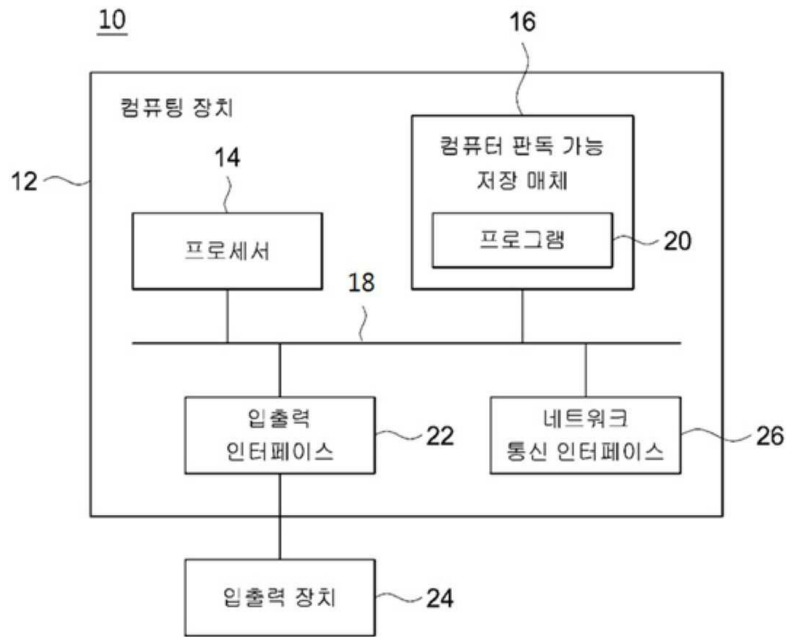 10
16
컴퓨팅 장치
컴퓨터 판독 가능
저장 매체
12
14
프로세서
프로그램
20
18
입출력
인터페이스
22
네트워크
통신 인터페이스
26
입출력 장치
24